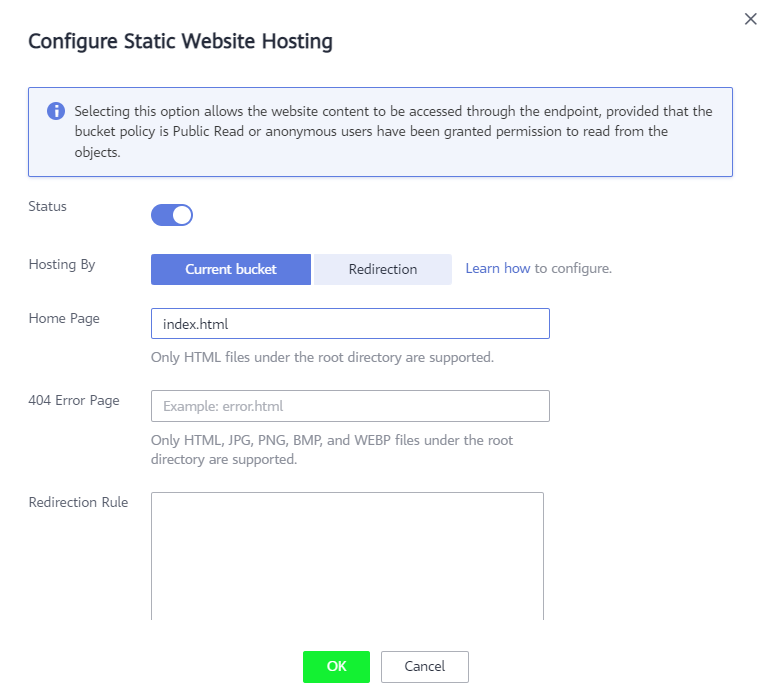 Configure Static Website Hosting
Selecting this option allows the website content to be accessed through the endpoint, provided that the
bucket policy is Public Read or anonymous users have been granted permission to read from the
objects.
Status
Hosting By
Current bucket
Redirection
Learn how to configure.
Home Page
index.html
Only HTML files under the root directory are supported.
404 Error Page
Example: error.html
Only HTML, JPG, PNG, BMP, and WEBP files under the root
directory are supported.
Redirection Rule
OK
Cancel